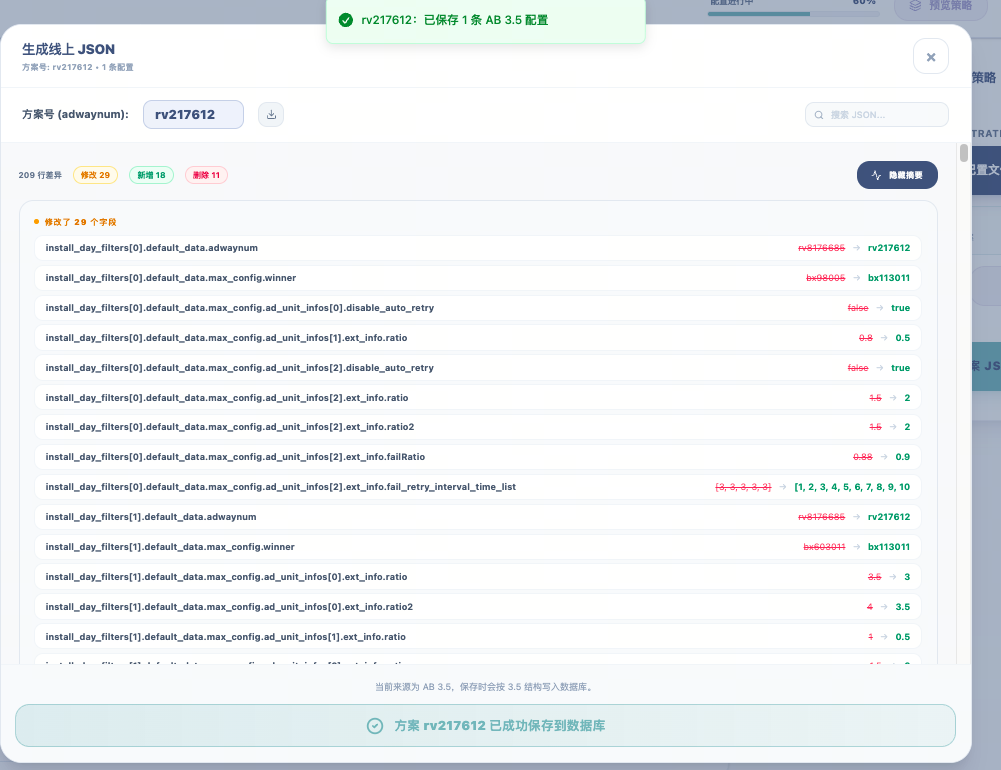 rv217612：已保存 1 条 AB 3.5 配置
配置进行中 60%
预览策略
生成线上 JSON
方案号: rv217612 • 1 条配置
方案号 (adwaynum): rv217612
搜索 JSON...
209 行差异 修改 29 新增 18 删除 11
隐藏摘要
修改了 29 个字段
install_day_filters[0].default_data.adwaynum rv8176685 → rv217612
install_day_filters[0].default_data.max_config.winner bx98005 → bx113011
install_day_filters[0].default_data.max_config.ad_unit_infos[0].disable_auto_retry false → true
install_day_filters[0].default_data.max_config.ad_unit_infos[1].ext_info.ratio 0.8 → 0.5
install_day_filters[0].default_data.max_config.ad_unit_infos[2].disable_auto_retry false → true
install_day_filters[0].default_data.max_config.ad_unit_infos[2].ext_info.ratio 1.5 → 2
install_day_filters[0].default_data.max_config.ad_unit_infos[2].ext_info.ratio2 1.5 → 2
install_day_filters[0].default_data.max_config.ad_unit_infos[2].ext_info.failRatio 0.88 → 0.9
install_day_filters[0].default_data.max_config.ad_unit_infos[2].ext_info.fail_retry_interval_time_list [3, 3, 3, 3, 3] → [1, 2, 3, 4, 5, 6, 7, 8, 9, 10
install_day_filters[1].default_data.adwaynum rv8176685 → rv217612
install_day_filters[1].default_data.max_config.winner bx603011 → bx113011
install_day_filters[1].default_data.max_config.ad_unit_infos[0].ext_info.ratio 3.5 → 3
install_day_filters[1].default_data.max_config.ad_unit_infos[0].ext_info.ratio2 4 → 3.5
install_day_filters[1].default_data.max_config.ad_unit_infos[1].ext_info.ratio 1 → 0.5
当前来源为 AB 3.5，保存时会按 3.5 结构写入数据库。
方案 rv217612 已成功保存到数据库
策略
TRATE
配置文
案 JS